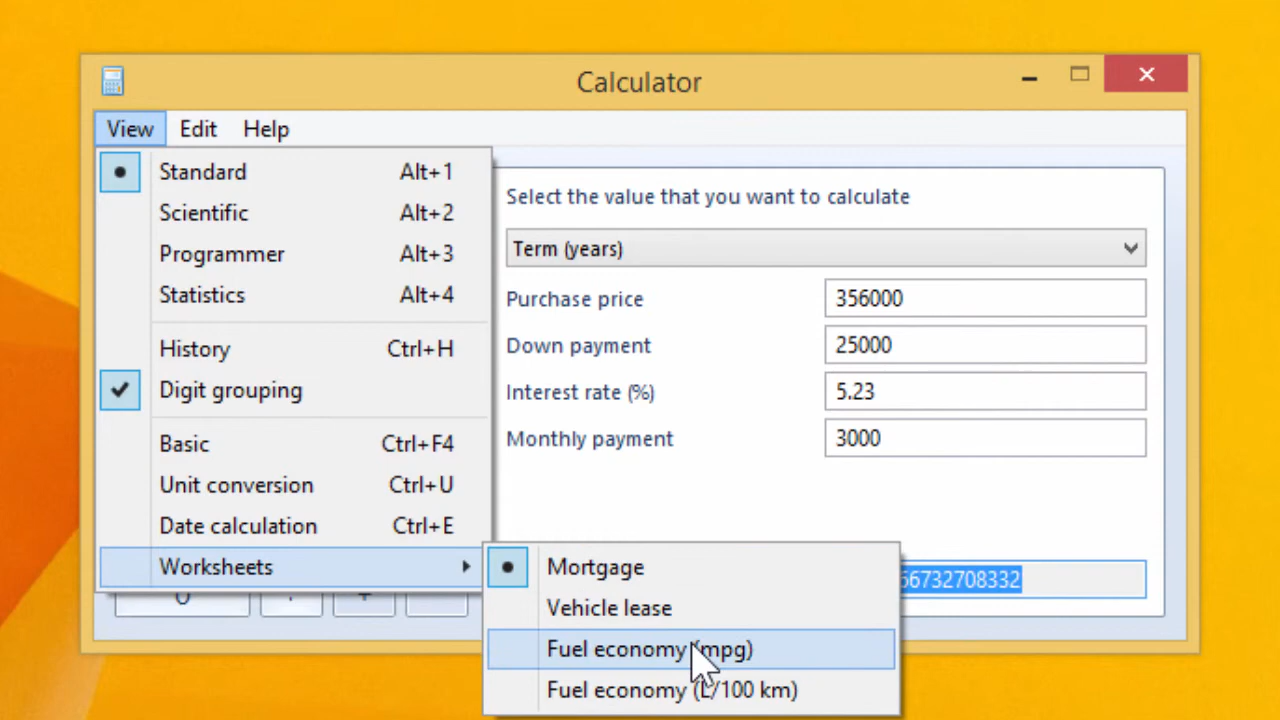 Calculator
View Edit Help
Standard Alt+1
Scientific Alt+2
Programmer Alt+3
Statistics Alt+4
History Ctrl+H
Digit grouping
Basic Ctrl+F4
Unit conversion Ctrl+U
Date calculation Ctrl+E
Worksheets
Mortgage
Vehicle lease
Fuel economy (mpg)
Fuel economy (L/100 km)
Select the value that you want to calculate
Term (years)
Purchase price 356000
Down payment 25000
Interest rate (%) 5.23
Monthly payment 3000
66732708332